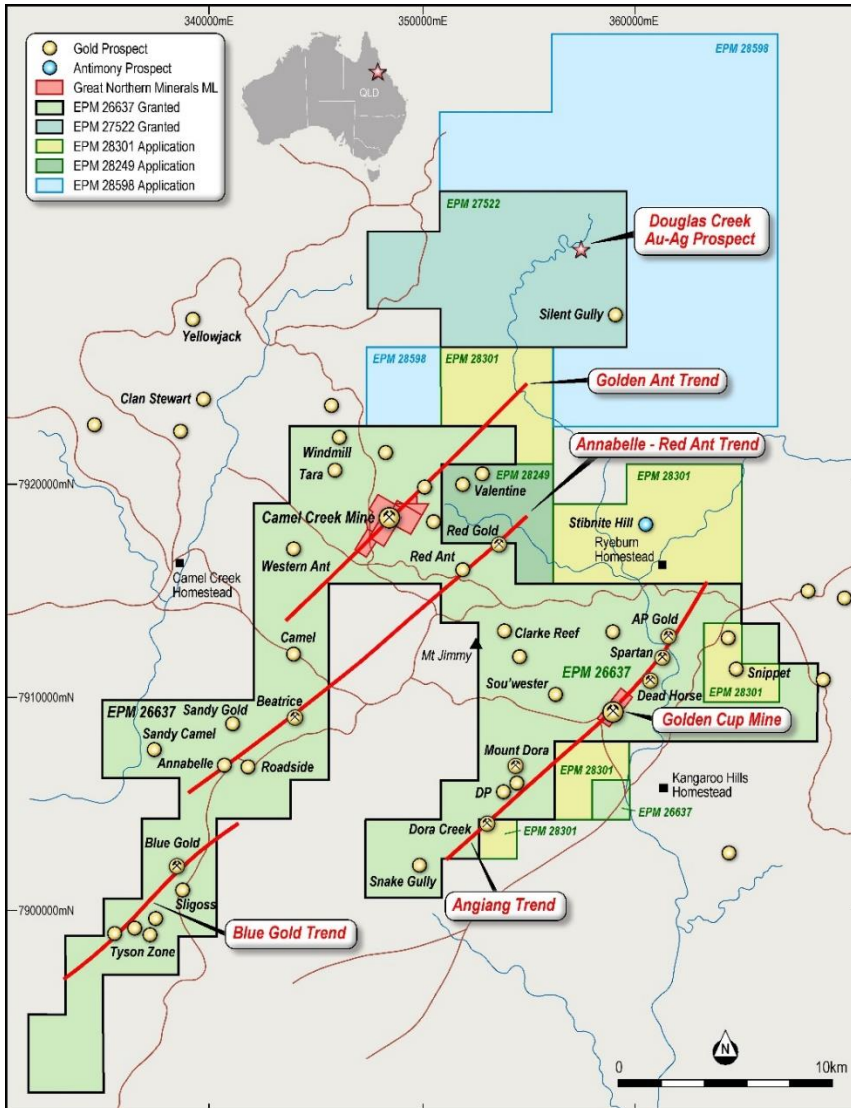 340000mE
350000mE
360000mE
Gold Prospect
Antimony Prospect
Great Northern Minerals ML
EPM 26637 Granted
EPM 27522 Granted
EPM 28301 Application
EPM 28249 Application
EPM 28598 Application
QLD
EPM 28598
EPM 27522
Douglas Creek
Au-Ag Prospect
Silent Gully
Yellowjack
EPM 28598
EPM 28301
Golden Ant Trend
Clan Stewart
Annabelle - Red Ant Trend
Windmill
Tara
EPM 28249
Valentine
EPM 28301
7920000mN
Camel Creek Mine
Red Gold
Stibnite Hill
Ryeburn
Homestead
Western Ant
Red Ant
Camel Creek
Homestead
Clarke Reef
AP Gold
Camel
Mt Jimmy
Spartan
EPM 26637
Snippet
Sou'wester
Dead Horse
EPM 28301
7910000mN
EPM 26637
Sandy Gold
Beatrice
Golden Cup Mine
Sandy Camel
Mount Dora
Annabelle
Roadside
EPM 28301
Kangaroo Hills
Homestead
DP
EPM 26637
Dora Creek
EPM 28301
Blue Gold
Snake Gully
Sligoss
Angiang Trend
7900000mN
Blue Gold Trend
Tyson Zone
N
0
10km